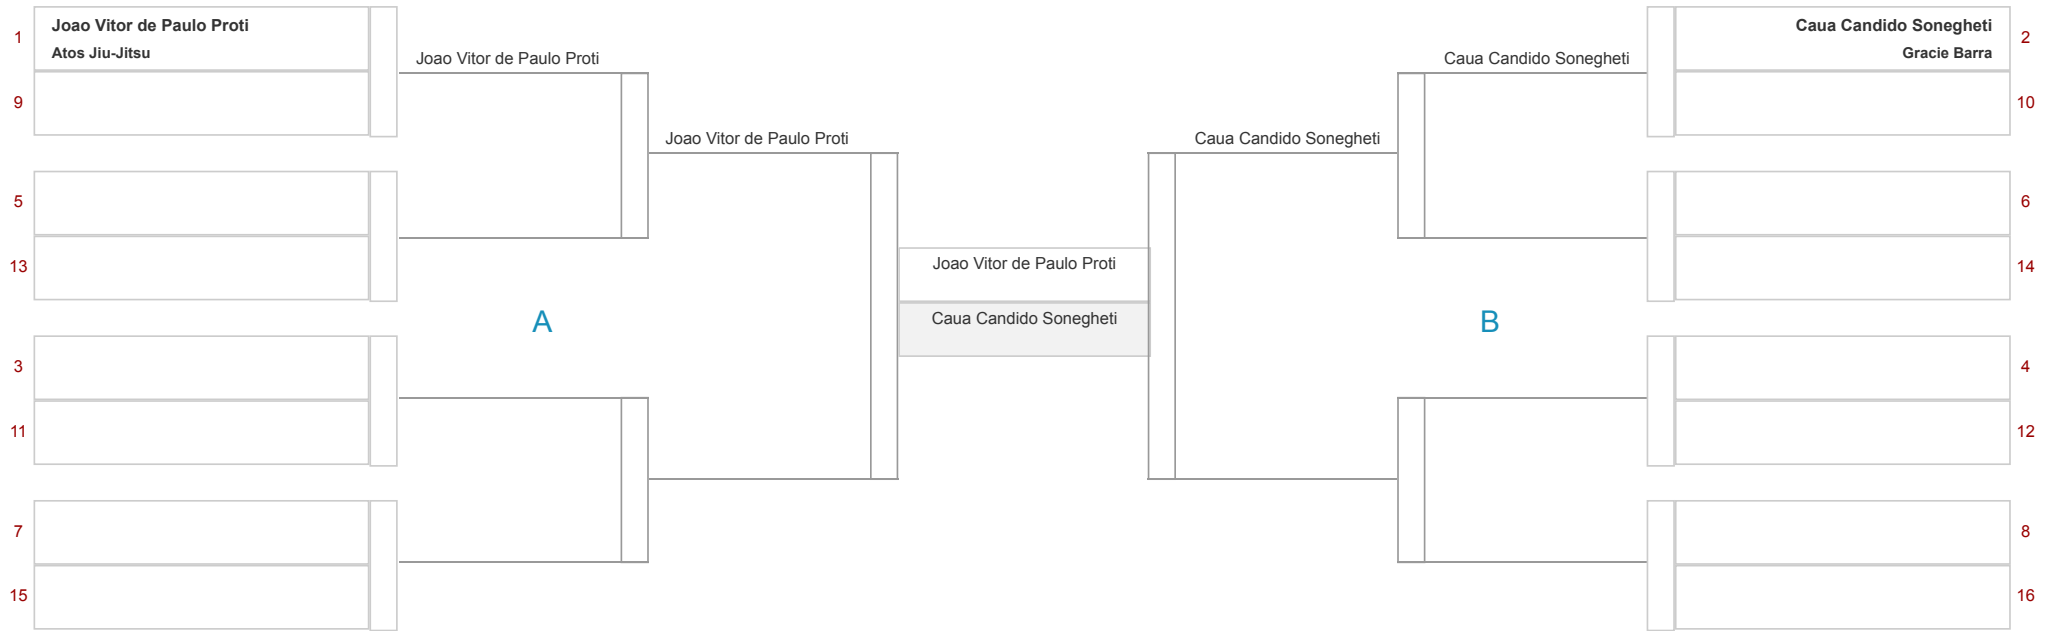 1
Joao Vitor de Paulo Proti
Atos Jiu-Jitsu
9
5
13
3
11
7
15
Joao Vitor de Paulo Proti
Joao Vitor de Paulo Proti
A
Joao Vitor de Paulo Proti
Caua Candido Sonegheti
Caua Candido Sonegheti
Caua Candido Sonegheti
B
Caua Candido Sonegheti
Gracie Barra
2
10
6
14
4
12
8
16